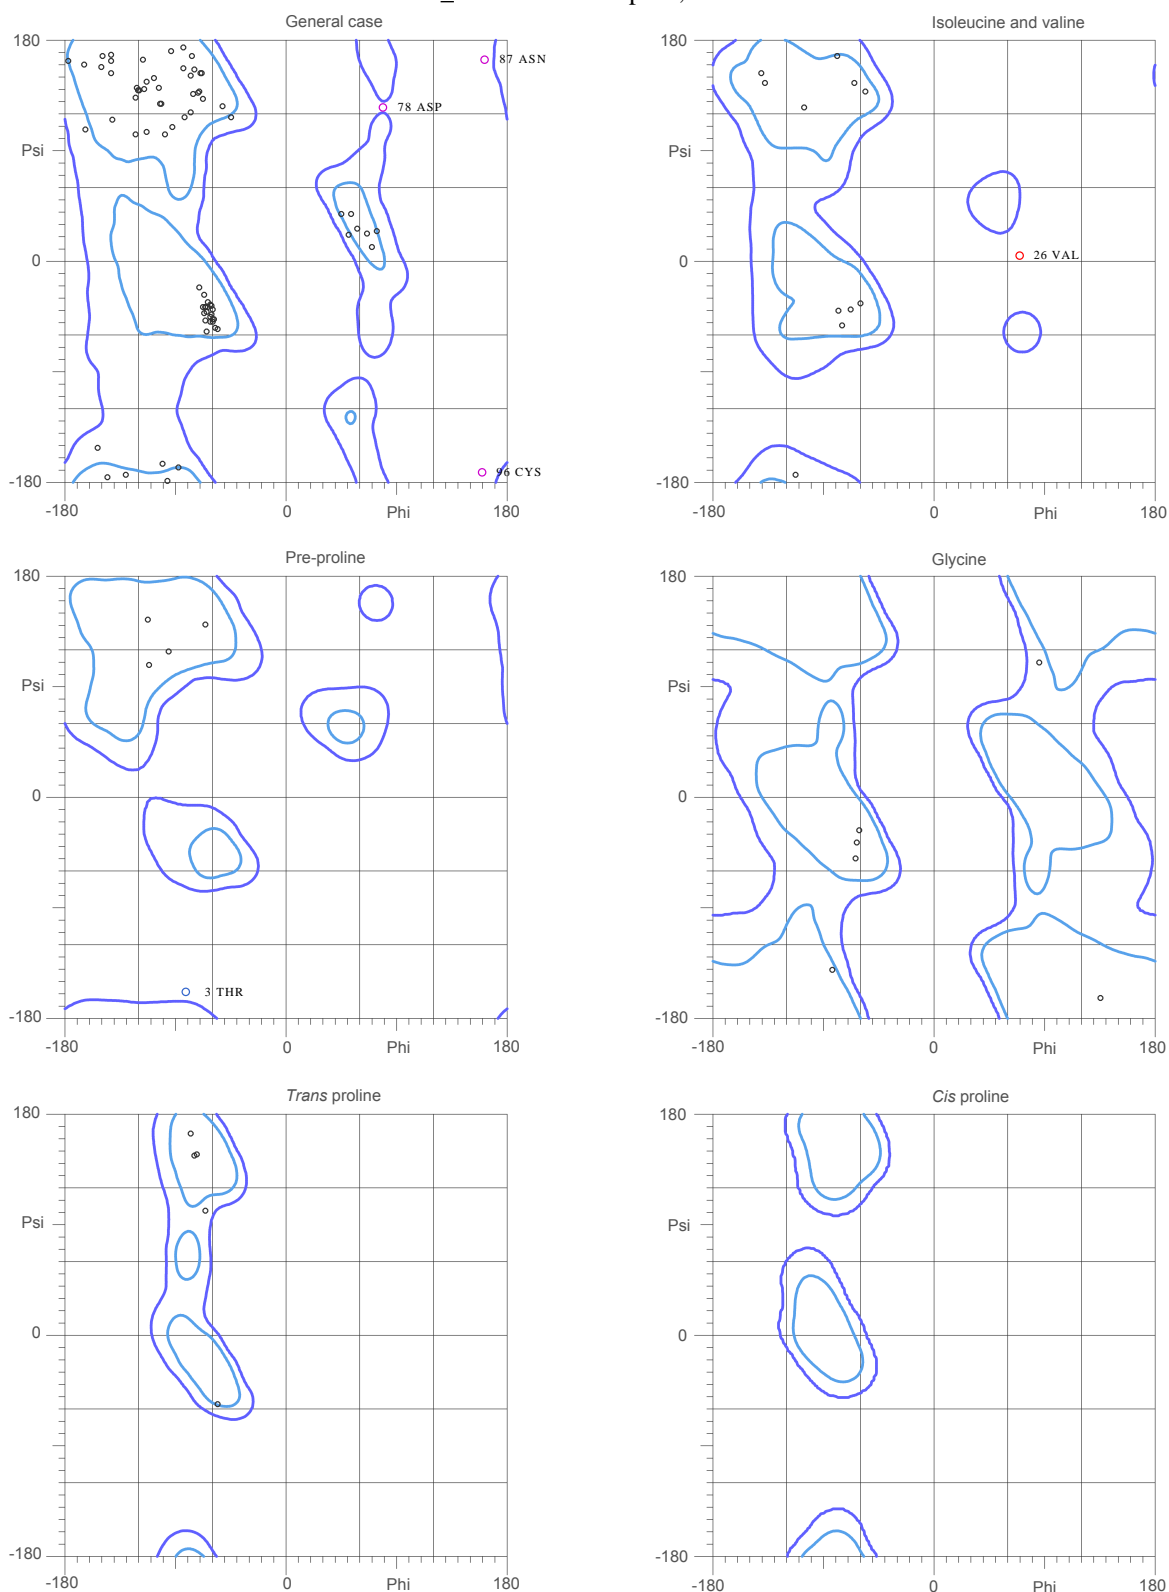 General case
Isoleucine and valine
180
87 ASN
78 ASP
Psi
0
96 CYS
-180
-180
0
Phi
180
180
Psi
0
26 VAL
-180
-180
0
Phi
180
Pre-proline
Glycine
180
Psi
0
3 THR
-180
-180
0
Phi
180
180
Psi
0
-180
-180
0
Phi
180
Trans proline
Cis proline
180
Psi
0
-180
-180
0
Phi
180
180
Psi
0
-180
-180
0
Phi
180